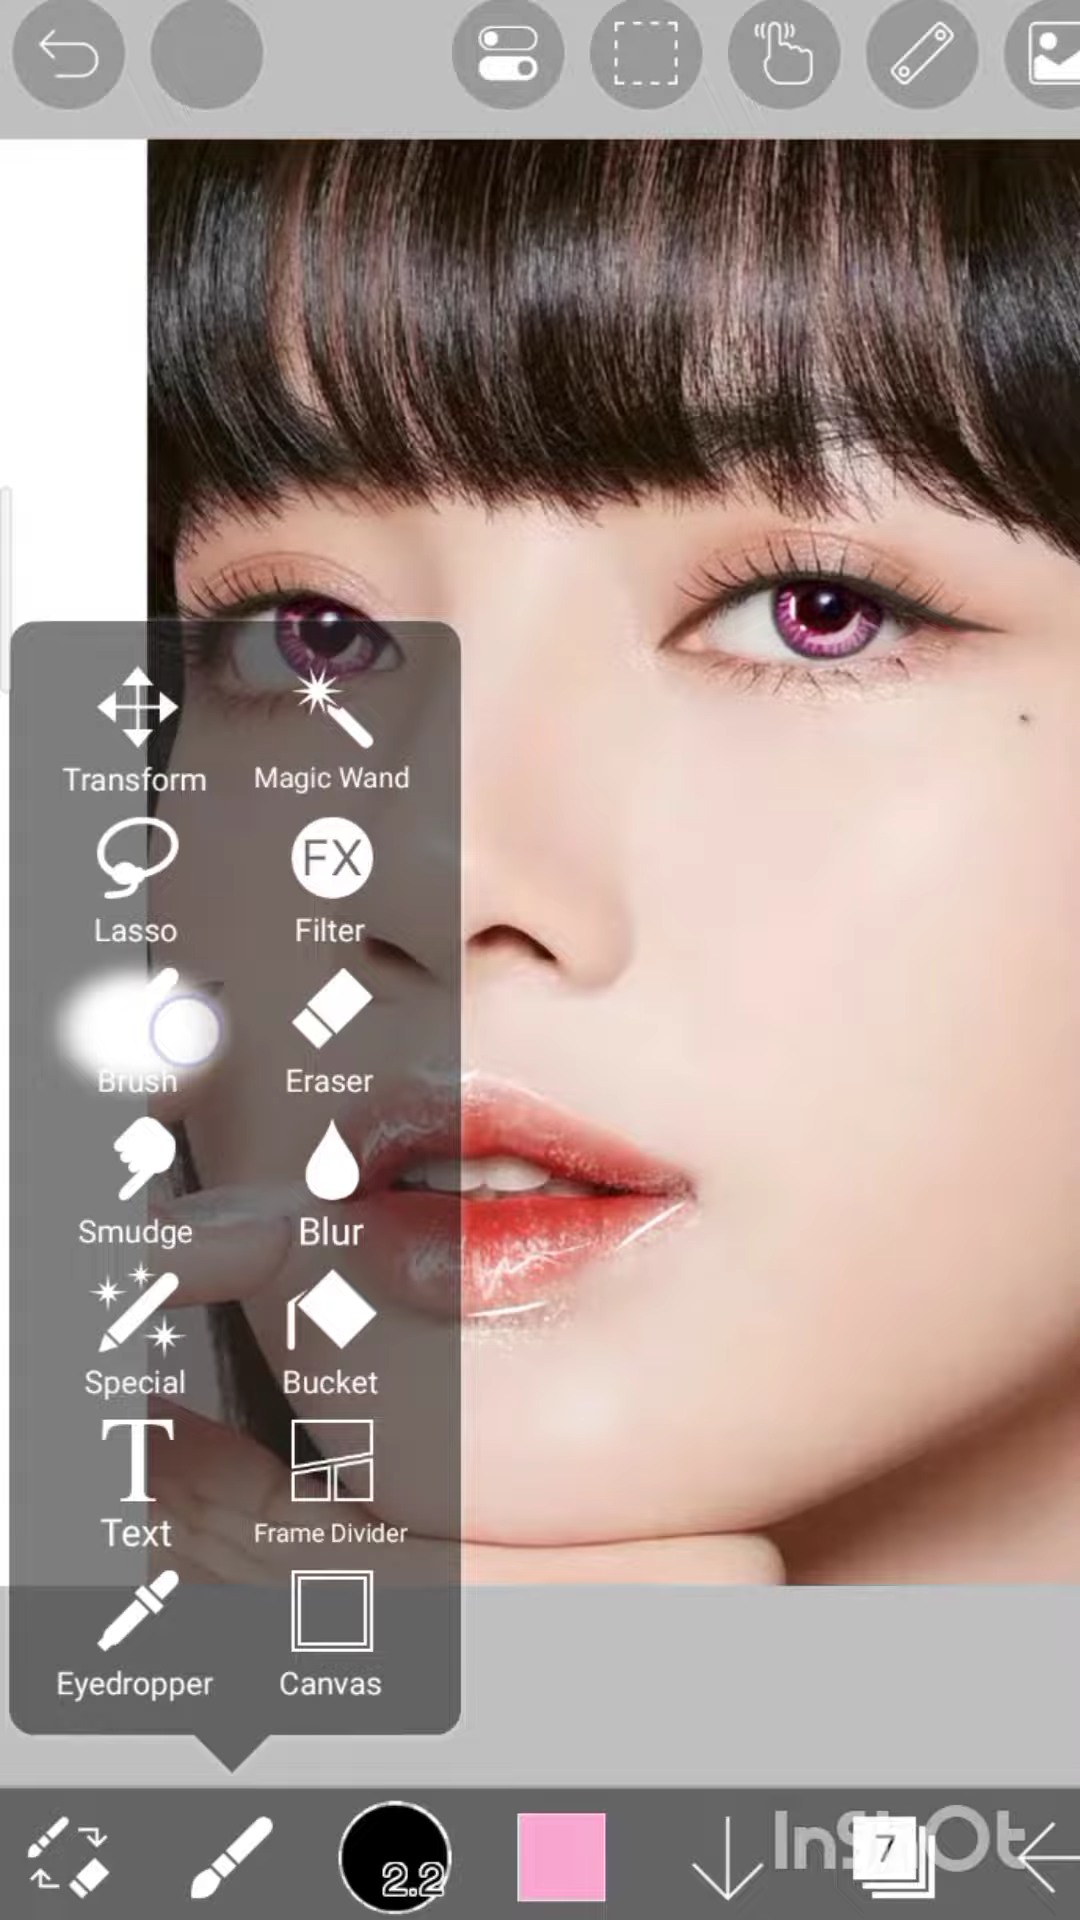 Transform
Magic Wand
Lasso
FX
Filter
Brush
Eraser
Smudge
Blur
Special
Bucket
T
Text
Frame Divider
Eyedropper
Canvas
2.2
7
InShOt